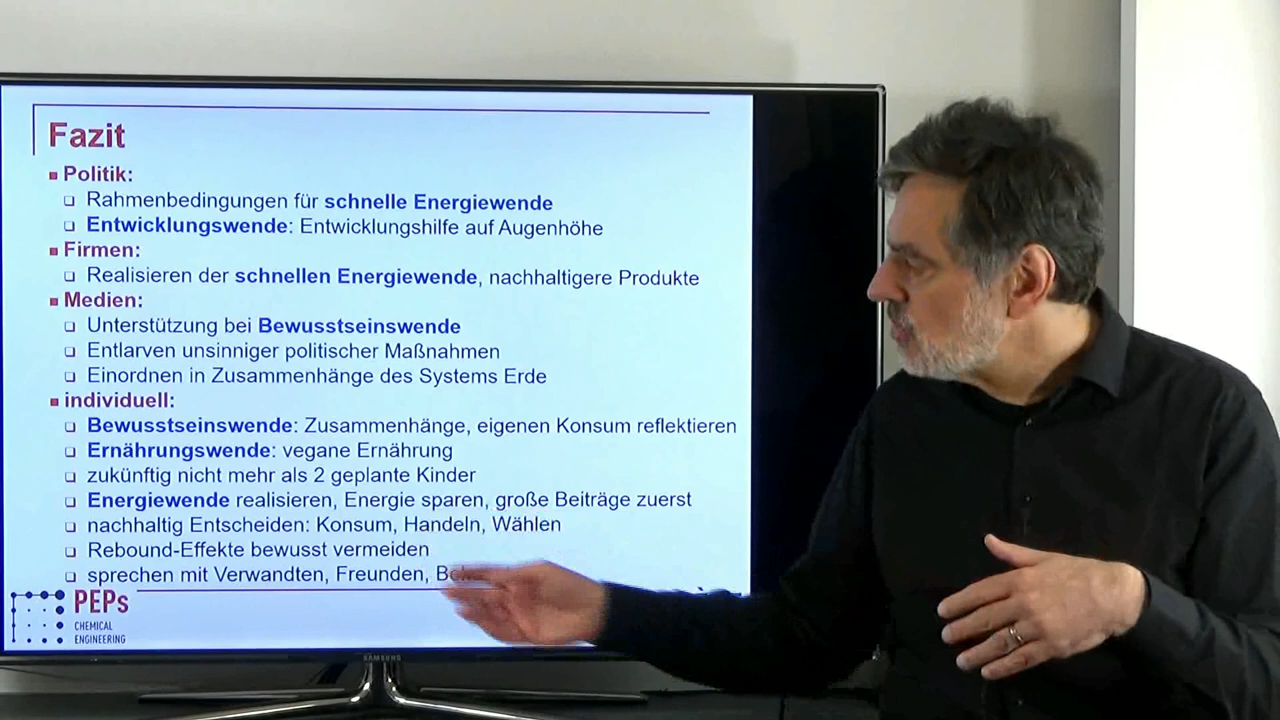 Fazit
Politik:
Rahmenbedingungen für schnelle Energiewende
Entwicklungswende: Entwicklungshilfe auf Augenhöhe
Firmen:
Realisieren der schnellen Energiewende, nachhaltigere Produkte
Medien:
Unterstützung bei Bewusstseinswende
Entlarven unsinniger politischer Maßnahmen
Einordnen in Zusammenhänge des Systems Erde
individuell:
Bewusstseinswende: Zusammenhänge, eigenen Konsum reflektieren
Ernährungswende: vegane Ernährung
zukünftig nicht mehr als 2 geplante Kinder
Energiewende realisieren, Energie sparen, große Beiträge zuerst
nachhaltig Entscheiden: Konsum, Handeln, Wählen
Rebound-Effekte bewusst vermeiden
sprechen mit Verwandten, Freunden,
PEPs
CHEMICAL
ENGINEERING
SAMSUNG